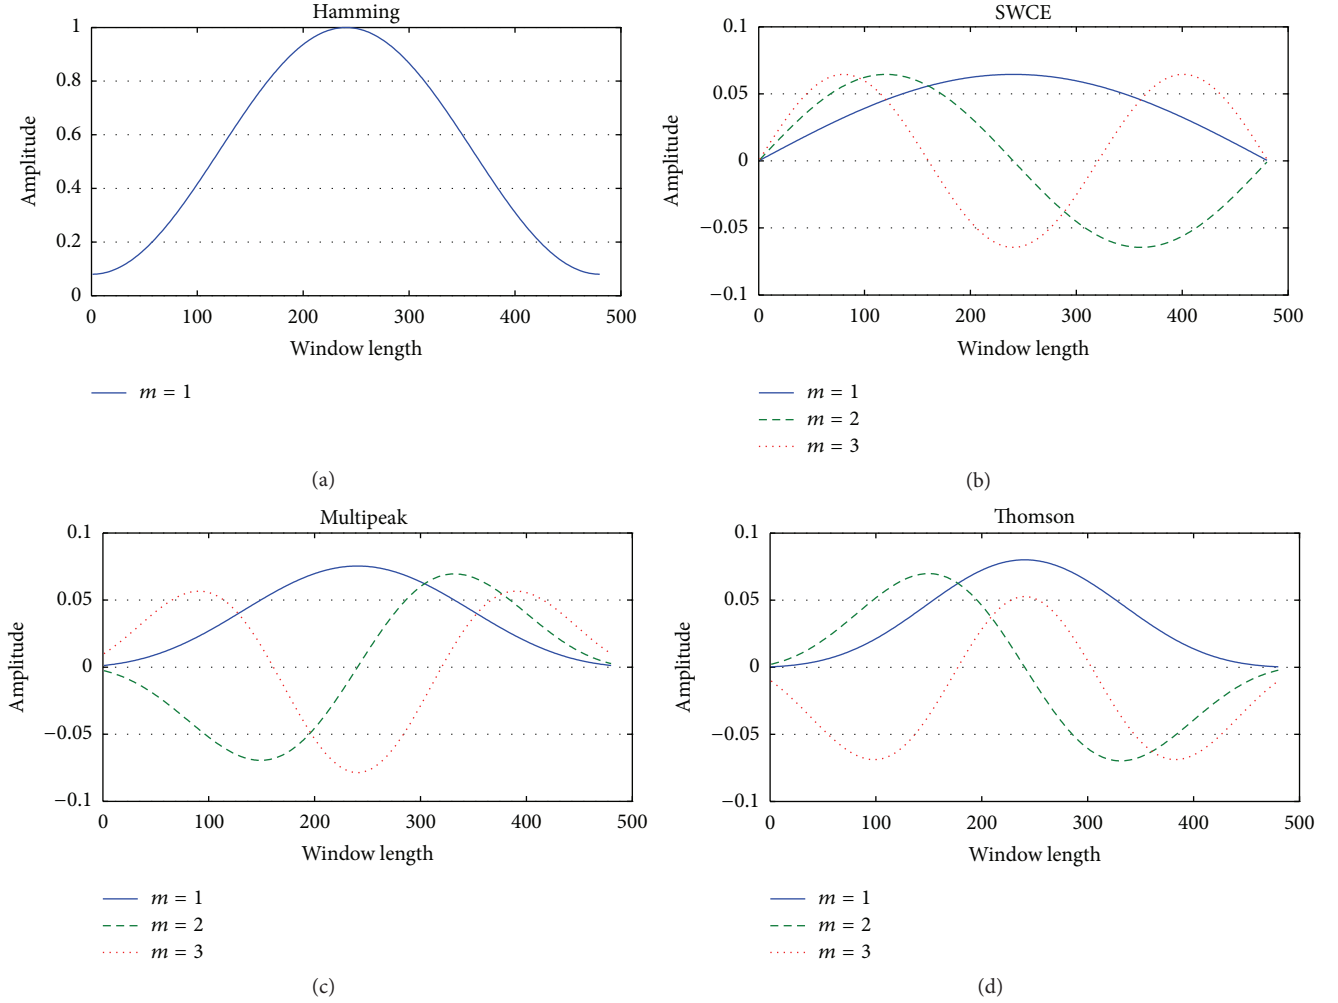 Hamming
1
0.8
0.6
0.4
0.2
0
Amplitude
0 100 200 300 400 500
Window length
m = 1
(a)
SWCE
0.1
0.05
0
−0.05
−0.1
Amplitude
0 100 200 300 400 500
Window length
m = 1
m = 2
m = 3
(b)
Multipeak
0.1
0.05
0
−0.05
−0.1
Amplitude
0 100 200 300 400 500
Window length
m = 1
m = 2
m = 3
(c)
Thomson
0.1
0.05
0
−0.05
−0.1
Amplitude
0 100 200 300 400 500
Window length
m = 1
m = 2
m = 3
(d)